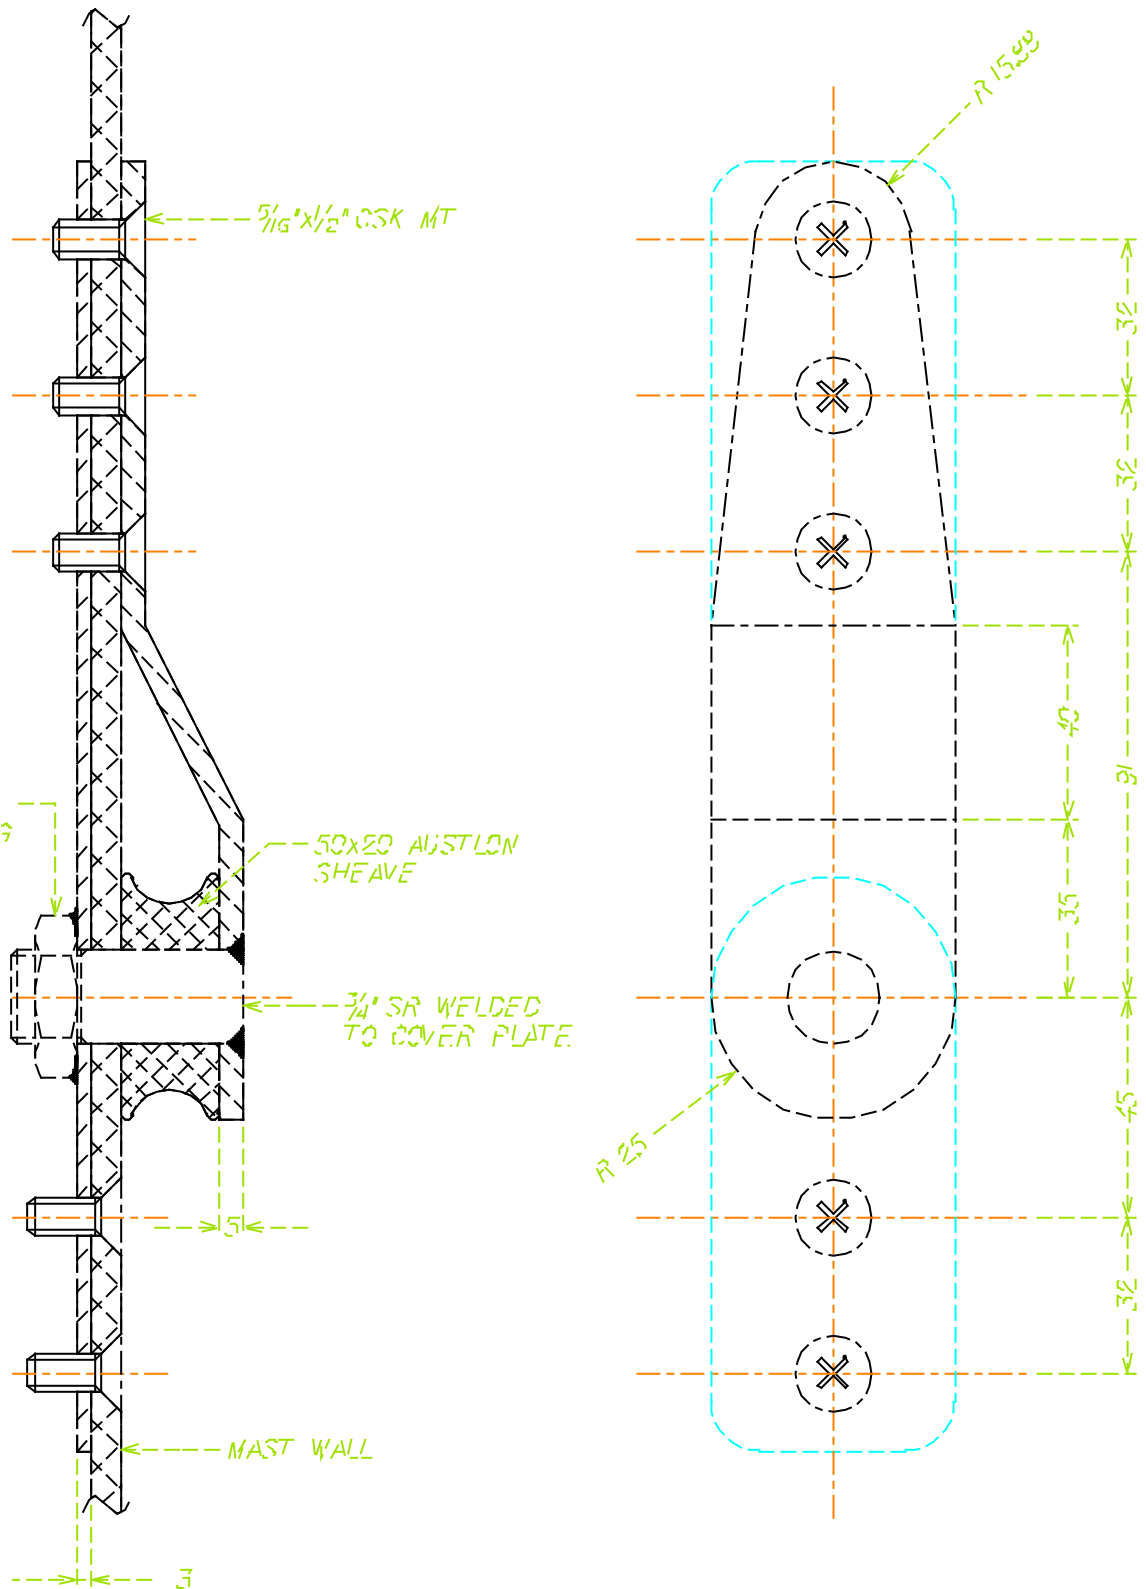 R 15.99
5/16"x1/2" CSK MT
32
32
40
91
50x20 AUSTLON
SHEAVE
35
3/4" SR WELDED
TO COVER PLATE
45
R 25
5
32
MAST WALL
3